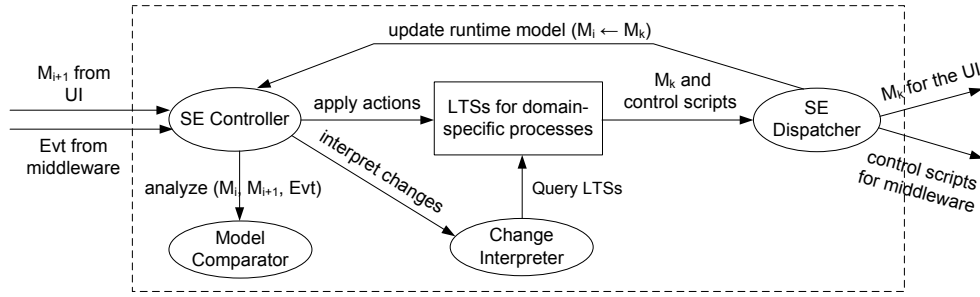 update runtime model (Mi ← Mk)
Mi+1 from
UI
Evt from
middleware
SE Controller
apply actions
LTSs for domain-
specific processes
Mk and
control scripts
SE
Dispatcher
Mk for the UI
control scripts
for middleware
interpret changes
analyze (Mi, Mi+1, Evt)
Query LTSs
Model
Comparator
Change
Interpreter